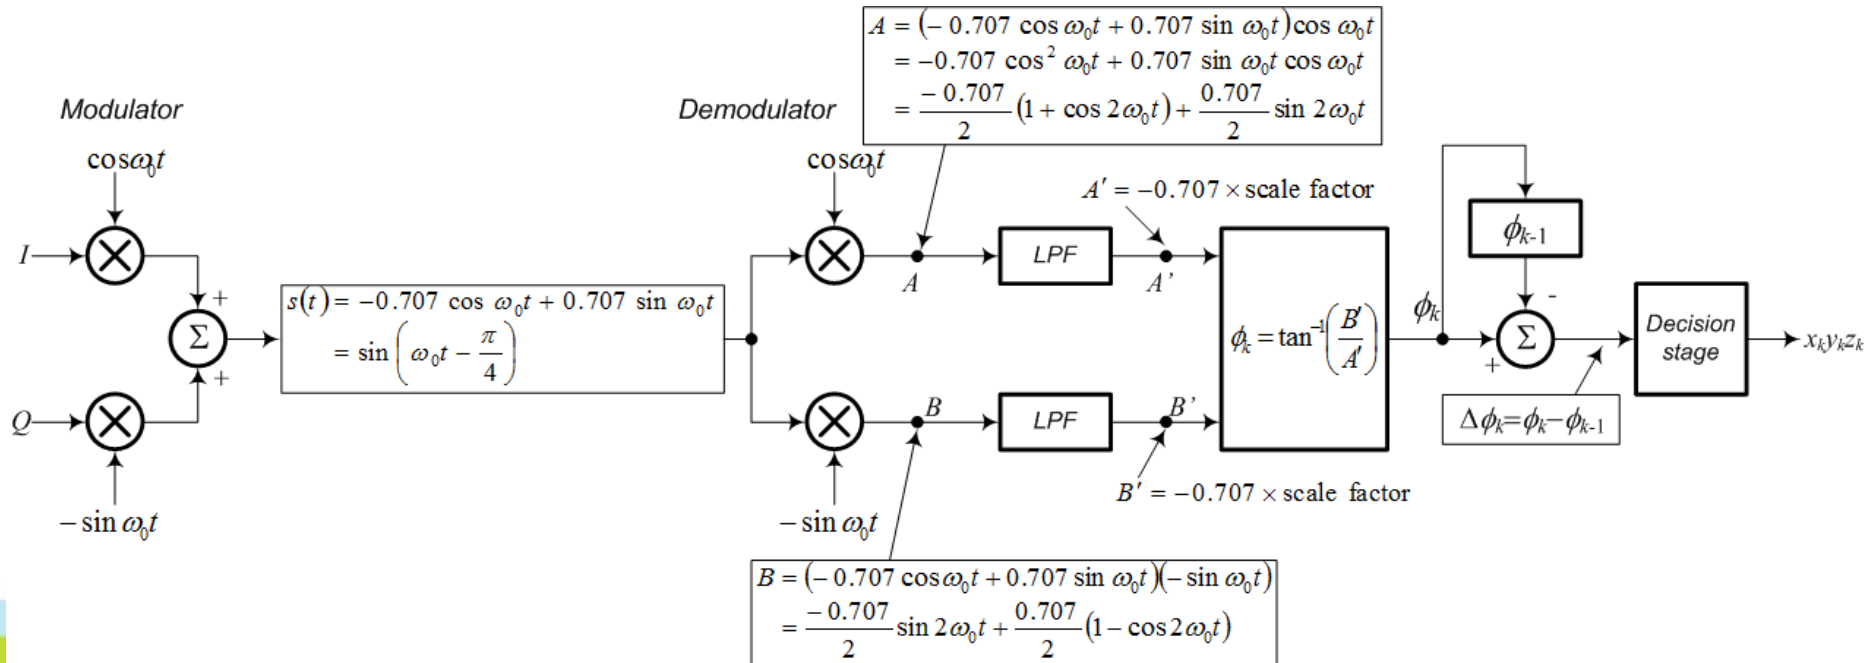 A = (− 0.707 cos ω₀t + 0.707 sin ω₀t)cos ω₀t
= −0.707 cos² ω₀t + 0.707 sin ω₀t cos ω₀t
= −0.707/2 (1 + cos 2ω₀t) + 0.707/2 sin 2ω₀t
Modulator
Demodulator
cosω₀t
cosω₀t
A′ = −0.707 × scale factor
ϕk-1
I
A
LPF
A’
+
-
s(t) = −0.707 cos ω₀t + 0.707 sin ω₀t
= sin(ω₀t − π/4)
Σ
+
ϕk = tan⁻¹(B′/A′)
ϕk
Σ
+
Decision
stage
xkykzk
Q
B
LPF
B’
Δϕk=ϕk−ϕk-1
B′ = −0.707 × scale factor
− sin ω₀t
− sin ω₀t
B = (− 0.707 cosω₀t + 0.707 sin ω₀t)(− sin ω₀t)
= −0.707/2 sin 2ω₀t + 0.707/2 (1 − cos 2ω₀t)